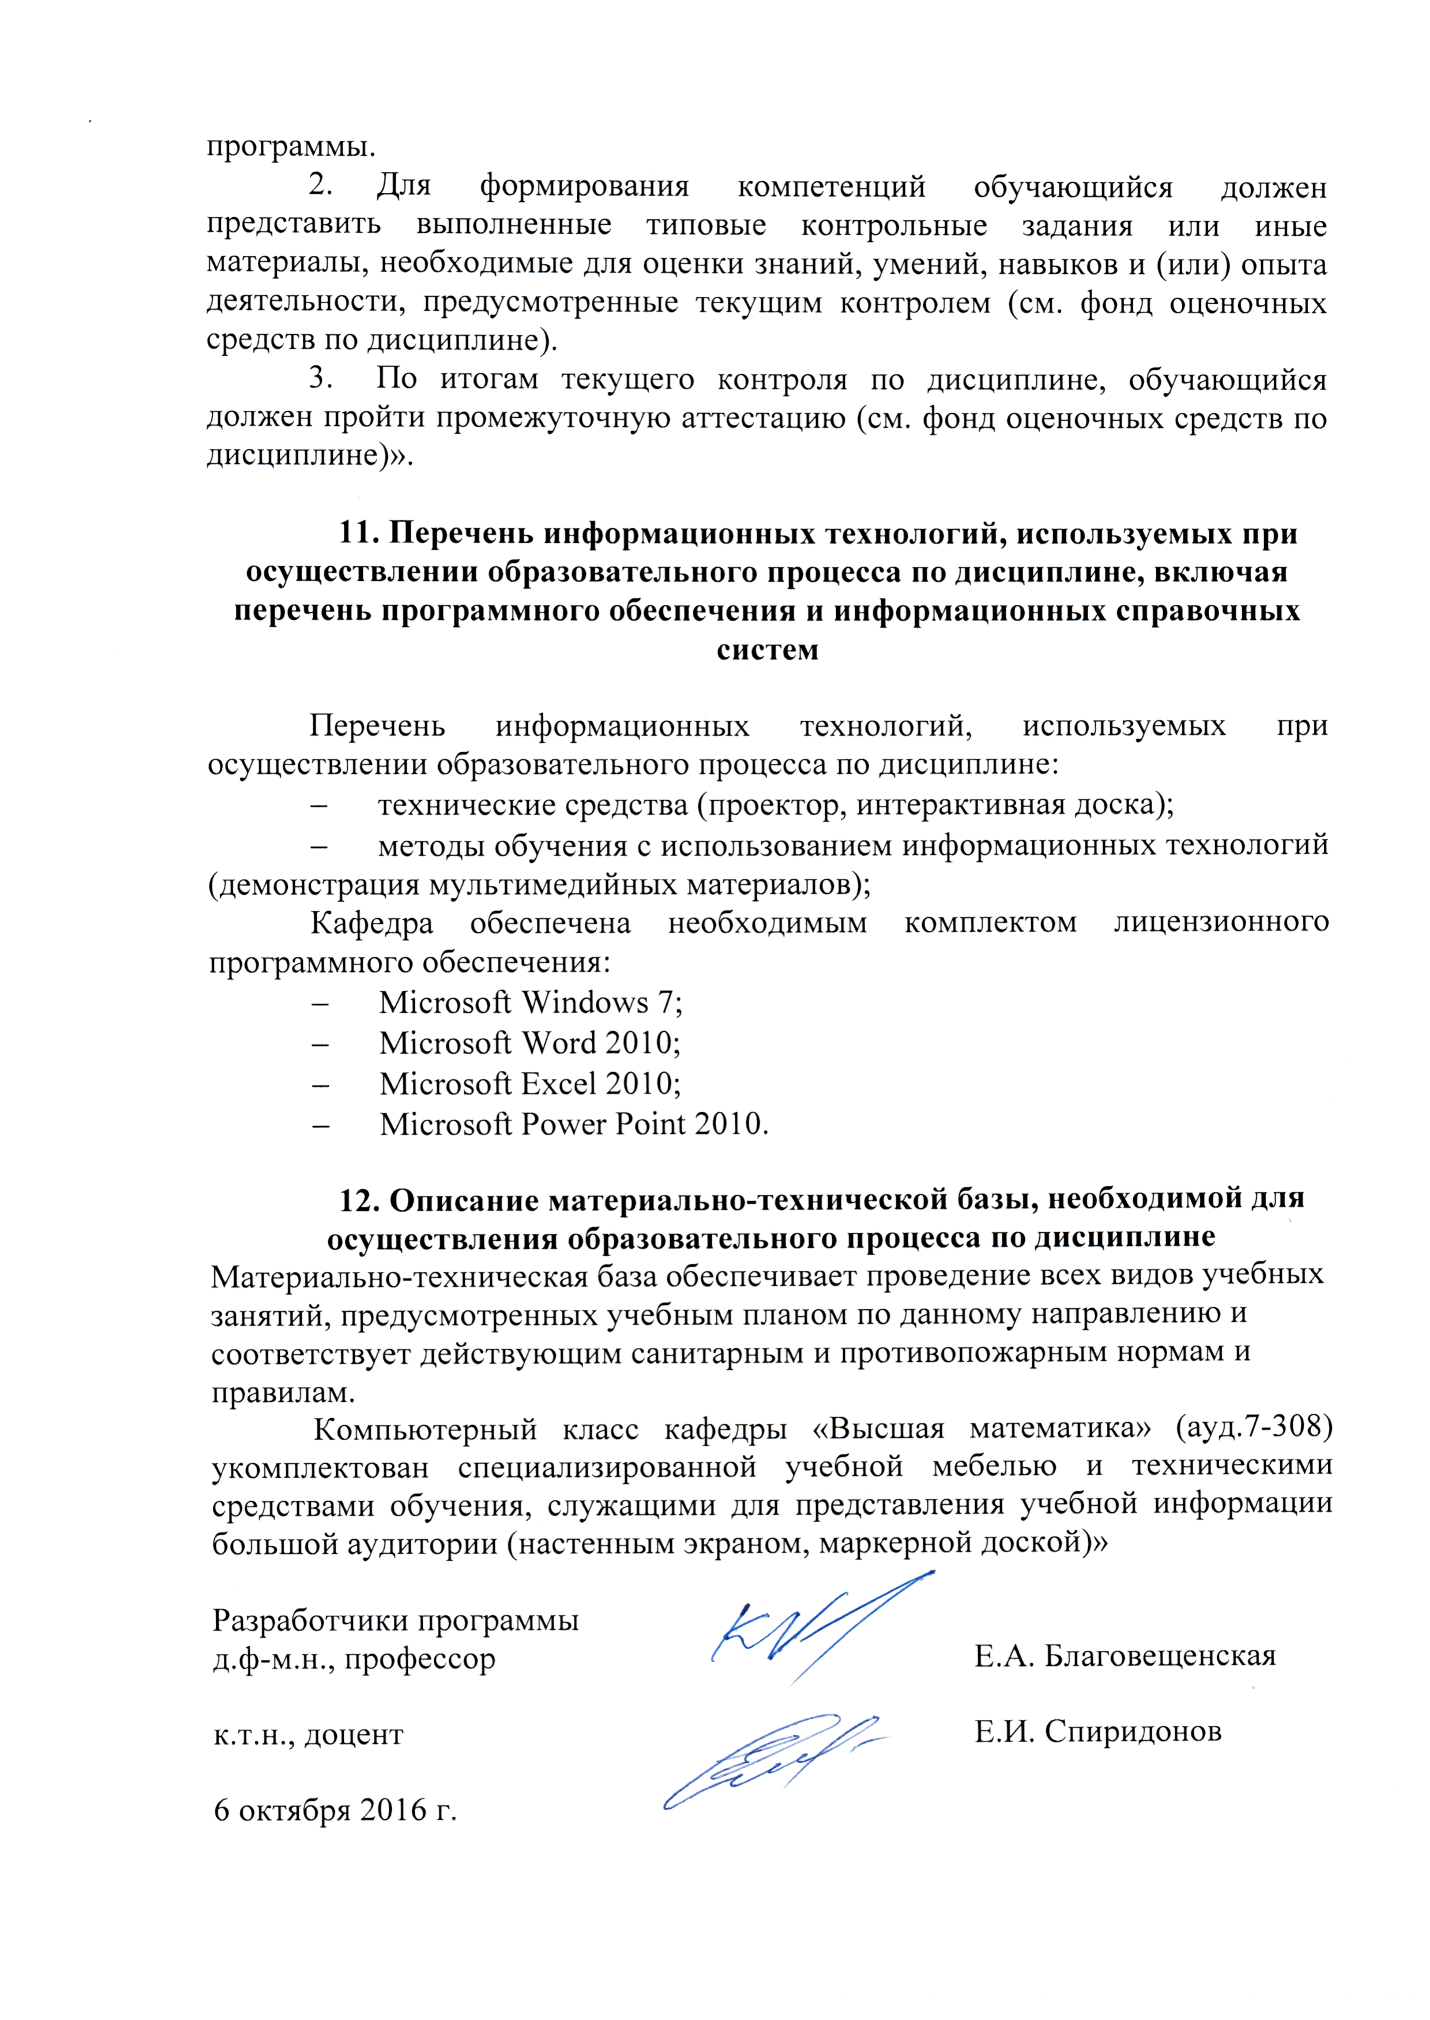 программы.
2. Для формирования компетенций обучающийся должен
представить выполненные типовые контрольные задания или иные
материалы, необходимые для оценки знаний, умений, навыков и (или) опыта
деятельности, предусмотренные текущим контролем (см. фонд оценочных
средств по дисциплине).
3. По итогам текущего контроля по дисциплине, обучающийся
должен пройти промежуточную аттестацию (см. фонд оценочных средств по
дисциплине)».
11. Перечень информационных технологий, используемых при
осуществлении образовательного процесса по дисциплине, включая
перечень программного обеспечения и информационных справочных
систем
Перечень информационных технологий, используемых при
осуществлении образовательного процесса по дисциплине:
– технические средства (проектор, интерактивная доска);
– методы обучения с использованием информационных технологий
(демонстрация мультимедийных материалов);
Кафедра обеспечена необходимым комплектом лицензионного
программного обеспечения:
– Microsoft Windows 7;
– Microsoft Word 2010;
– Microsoft Excel 2010;
– Microsoft Power Point 2010.
12. Описание материально-технической базы, необходимой для
осуществления образовательного процесса по дисциплине
Материально-техническая база обеспечивает проведение всех видов учебных
занятий, предусмотренных учебным планом по данному направлению и
соответствует действующим санитарным и противопожарным нормам и
правилам.
Компьютерный класс кафедры «Высшая математика» (ауд.7-308)
укомплектован специализированной учебной мебелью и техническими
средствами обучения, служащими для представления учебной информации
большой аудитории (настенным экраном, маркерной доской)»
Разработчики программы
д.ф-м.н., профессор Е.А. Благовещенская
к.т.н., доцент Е.И. Спиридонов
6 октября 2016 г.